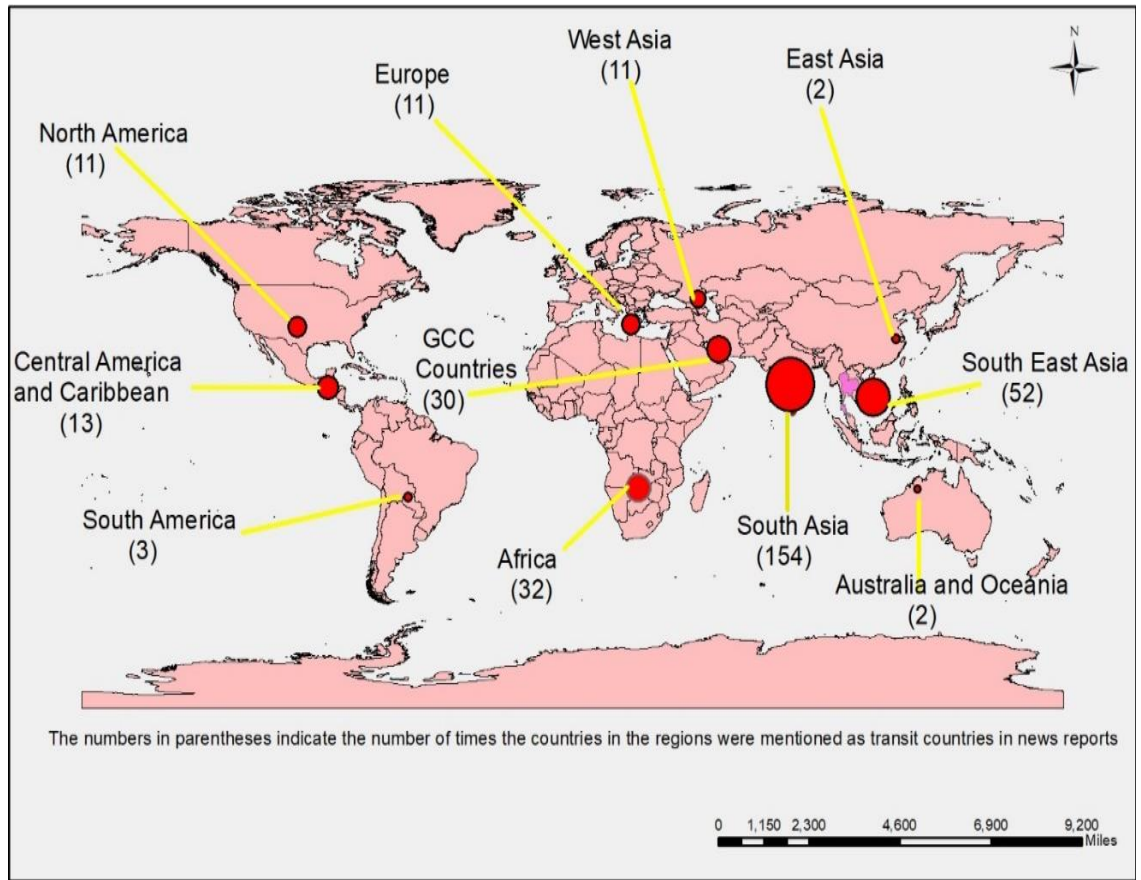 N
West Asia
(11)
East Asia
(2)
Europe
(11)
North America
(11)
GCC
Countries
(30)
Central America
and Caribbean
(13)
South East Asia
(52)
South America
(3)
Africa
(32)
South Asia
(154)
Australia and Oceania
(2)
The numbers in parentheses indicate the number of times the countries in the regions were mentioned as transit countries in news reports
0 1,150 2,300 4,600 6,900 9,200
Miles